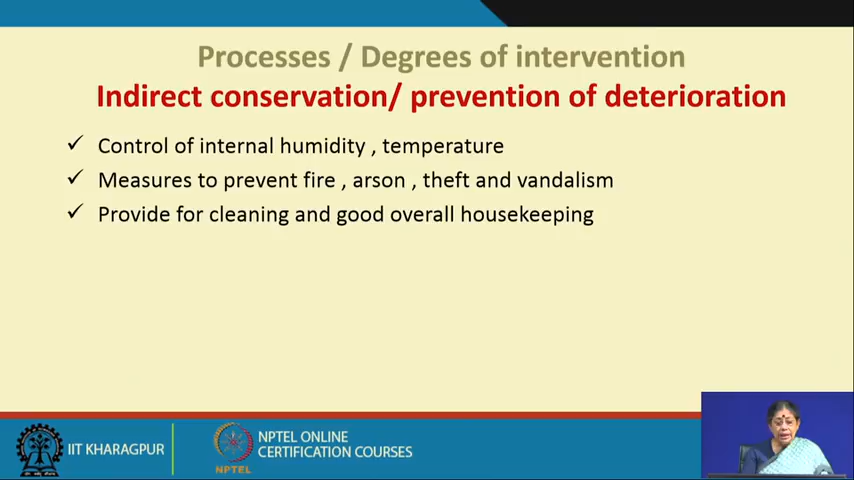 Processes / Degrees of intervention
Indirect conservation/ prevention of deterioration
✓ Control of internal humidity , temperature
✓ Measures to prevent fire , arson , theft and vandalism
✓ Provide for cleaning and good overall housekeeping
IIT KHARAGPUR
NPTEL
NPTEL ONLINE
CERTIFICATION COURSES